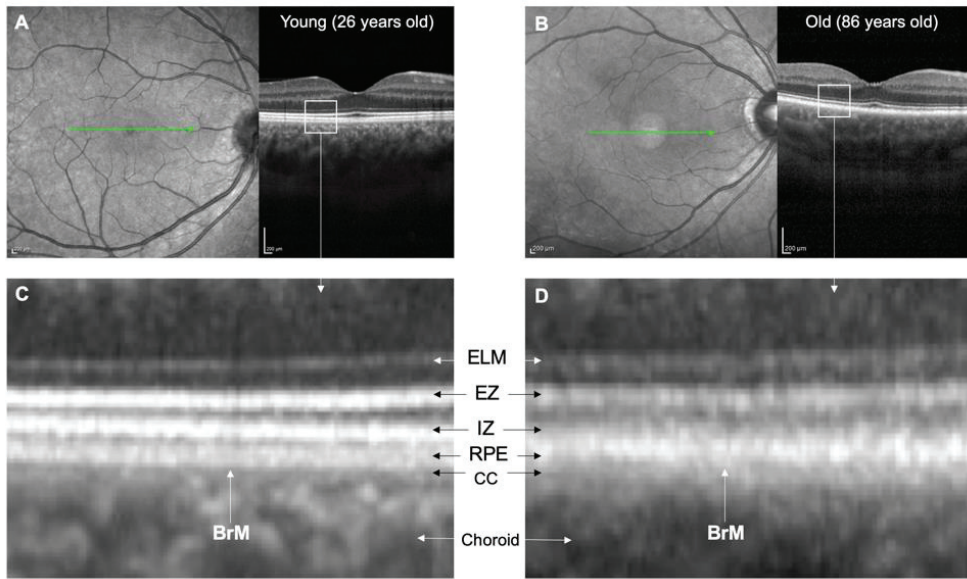 A
Young (26 years old)
200 µm
200 µm
B
Old (86 years old)
200 µm
200 µm
C
D
ELM
EZ
IZ
RPE
CC
BrM
BrM
Choroid